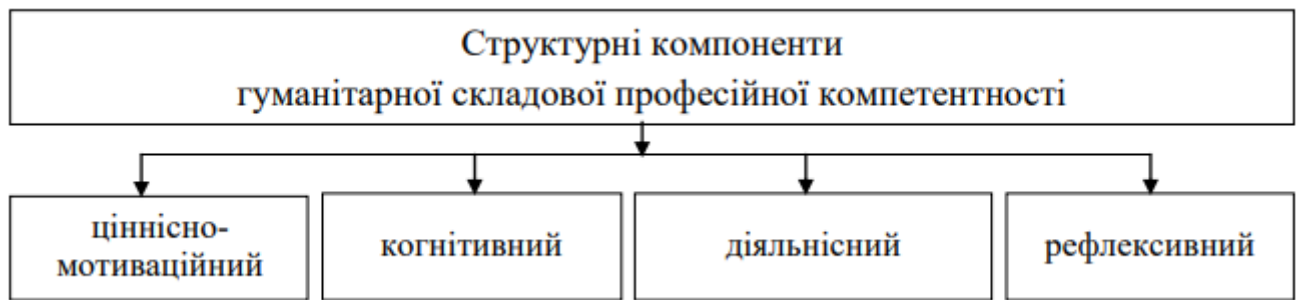 Структурні компоненти
гуманітарної складової професійної компетентності
ціннісно-
мотиваційний
когнітивний
діяльнісний
рефлексивний